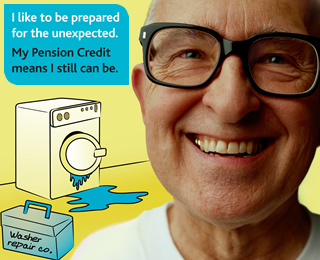 I like to be prepared
for the unexpected.
My Pension Credit
means I still can be.
Washer
repair co.